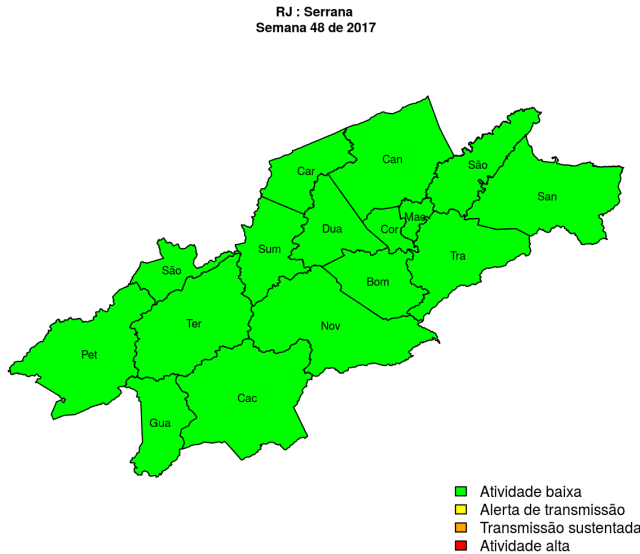 RJ : Serrana
Semana 48 de 2017
Can
São
Car
San
Mac
Dua
Cor
Sum
Tra
São
Bom
Ter
Nov
Pet
Cac
Gua
Atividade baixa
Alerta de transmissão
Transmissão sustentada
Atividade alta